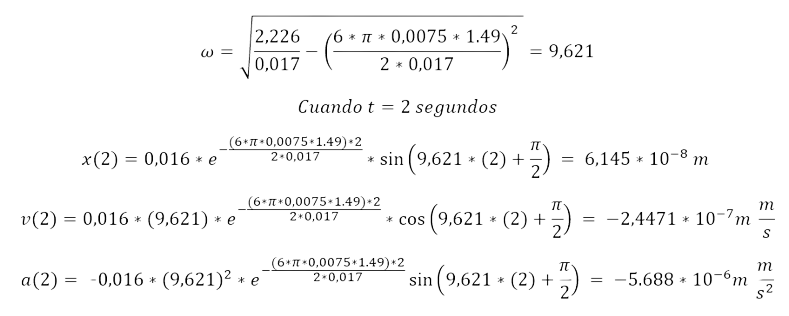 ω = √(2,226/0,017 − (6 * π * 0,0075 * 1.49/2 * 0,017)²) = 9,621
Cuando t = 2 segundos
x(2) = 0,016 * e^(−(6*π*0,0075*1.49)*2/2*0,017) * sin(9,621 * (2) + π/2) = 6,145 * 10⁻⁸ m
v(2) = 0,016 * (9,621) * e^(−(6*π*0,0075*1.49)*2/2*0,017) * cos(9,621 * (2) + π/2) = −2,4471 * 10⁻⁷m m/s
a(2) = -0,016 * (9,621)² * e^(−(6*π*0,0075*1.49)*2/2*0,017) sin(9,621 * (2) + π/2) = −5.688 * 10⁻⁶m m/s²